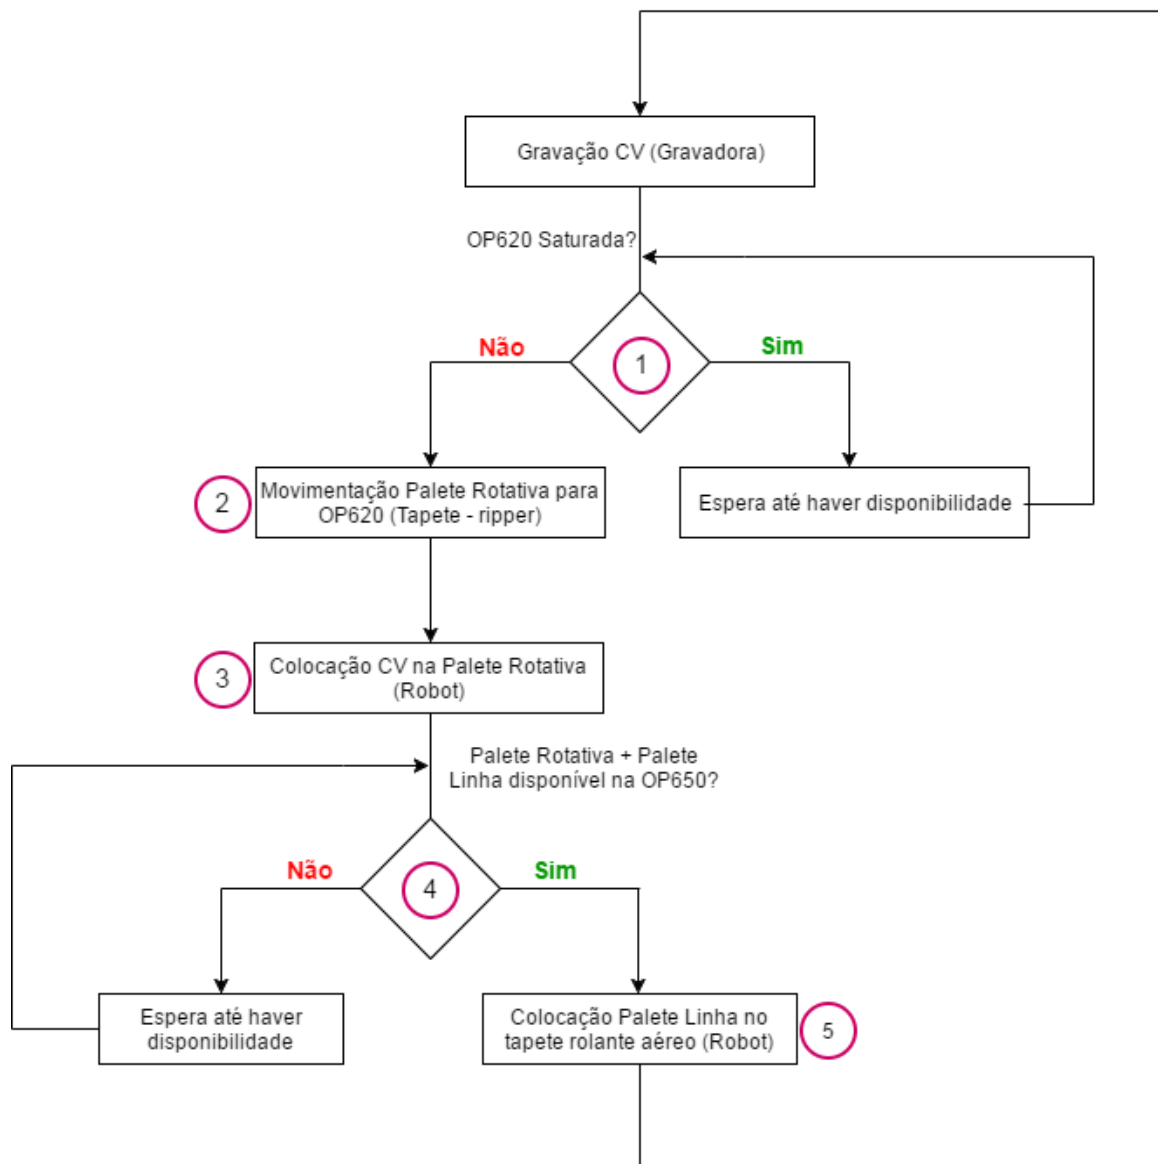 Gravação CV (Gravadora)
OP620 Saturada?
Não
Sim
1
2
Movimentação Palete Rotativa para
OP620 (Tapete - ripper)
Espera até haver disponibilidade
3
Colocação CV na Palete Rotativa
(Robot)
Palete Rotativa + Palete
Linha disponível na OP650?
Não
Sim
4
Espera até haver
disponibilidade
Colocação Palete Linha no
tapete rolante aéreo (Robot)
5